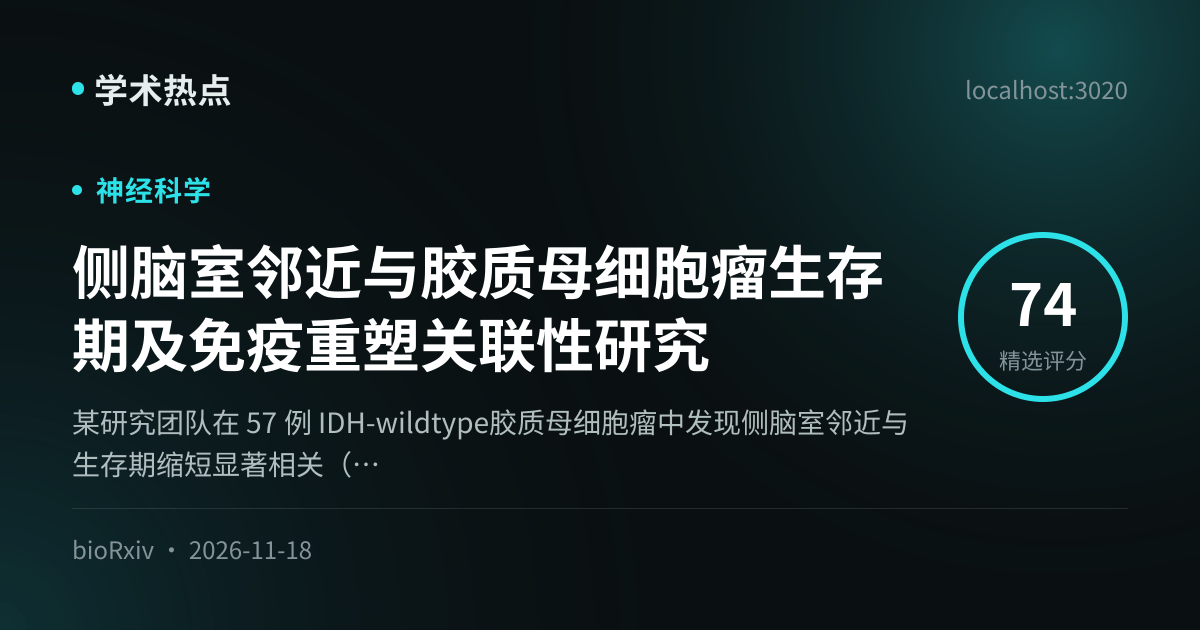 学术热点
localhost:3020
神经科学
侧脑室邻近与胶质母细胞瘤生存
期及免疫重塑关联性研究
74
精选评分
某研究团队在 57 例 IDH-wildtype胶质母细胞瘤中发现侧脑室邻近与
生存期缩短显著相关（…
bioRxiv • 2026-11-18